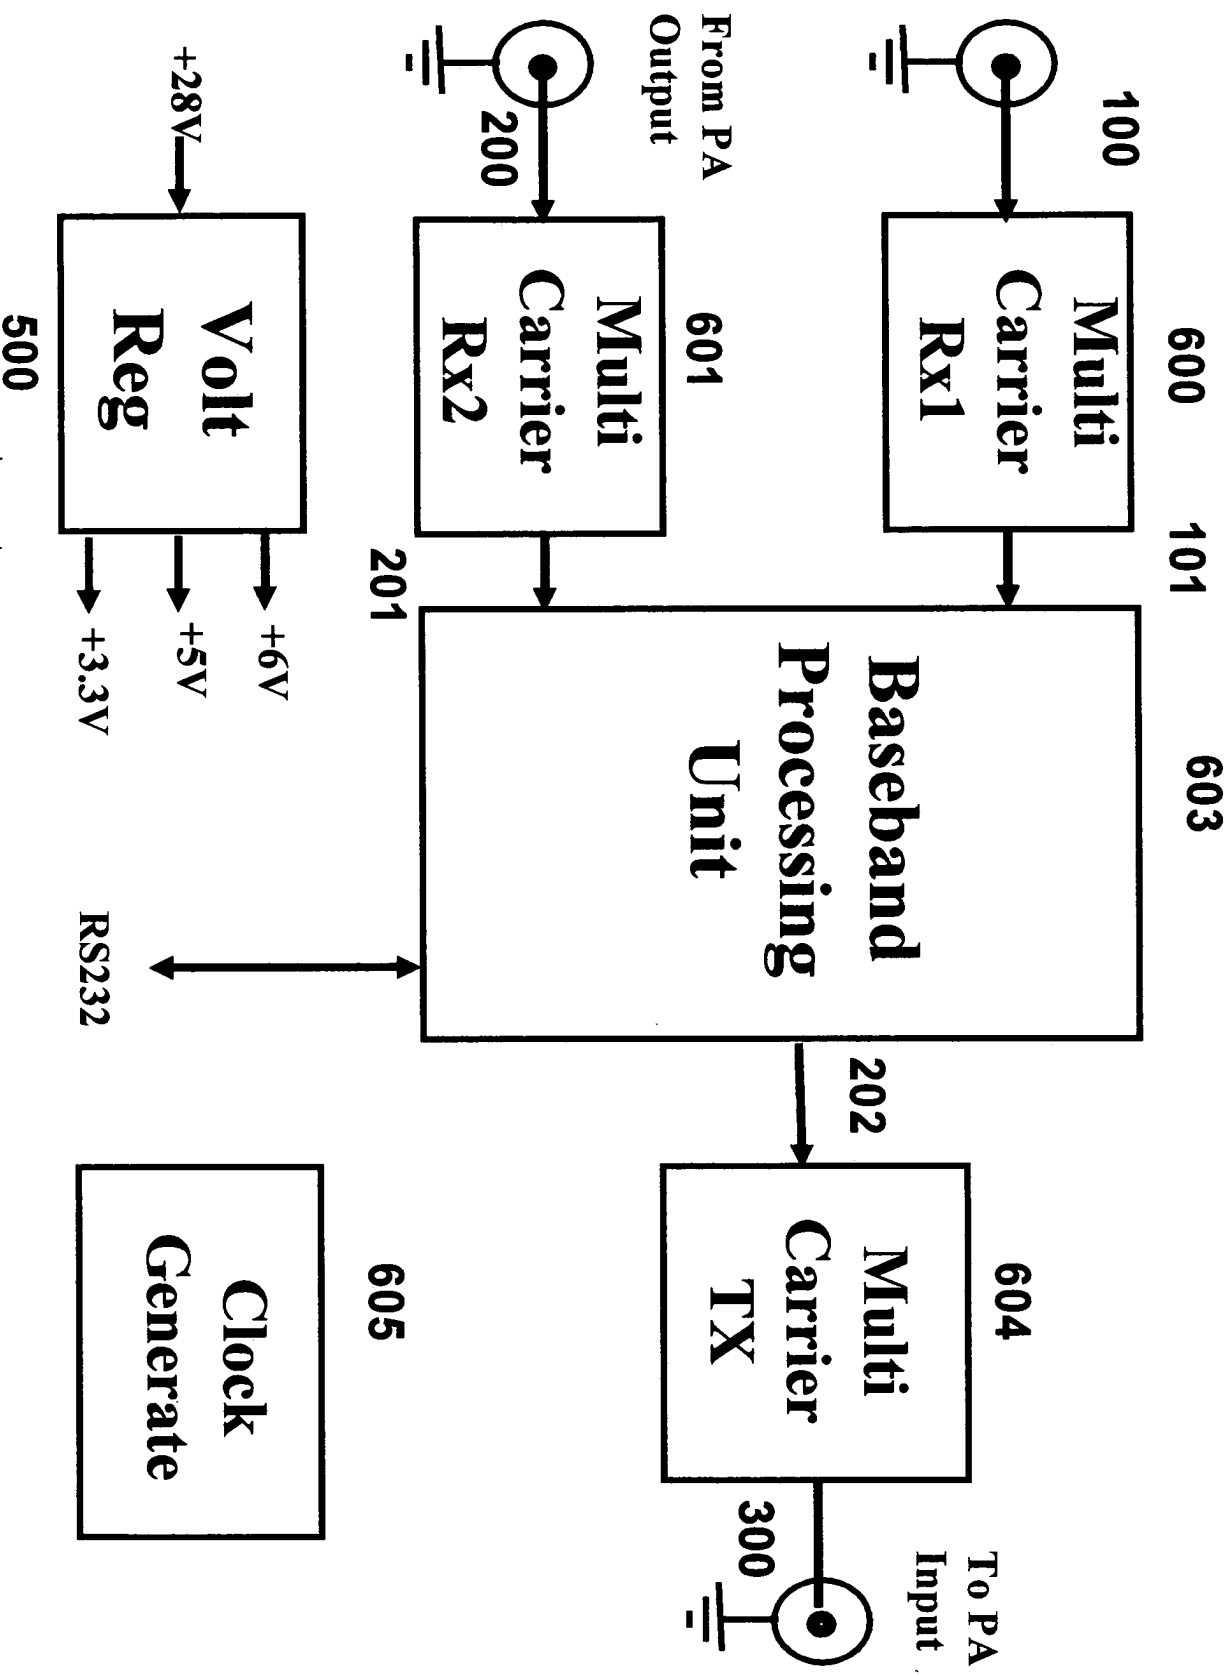 100
600
Multi
Carrier
Rx1
101
603
From PA
Output
200
601
Multi
Carrier
Rx2
201
Baseband
Processing
Unit
202
604
Multi
Carrier
TX
300
To PA
Input
+28V
Volt
Reg
500
+6V
+5V
+3.3V
RS232
605
Clock
Generate